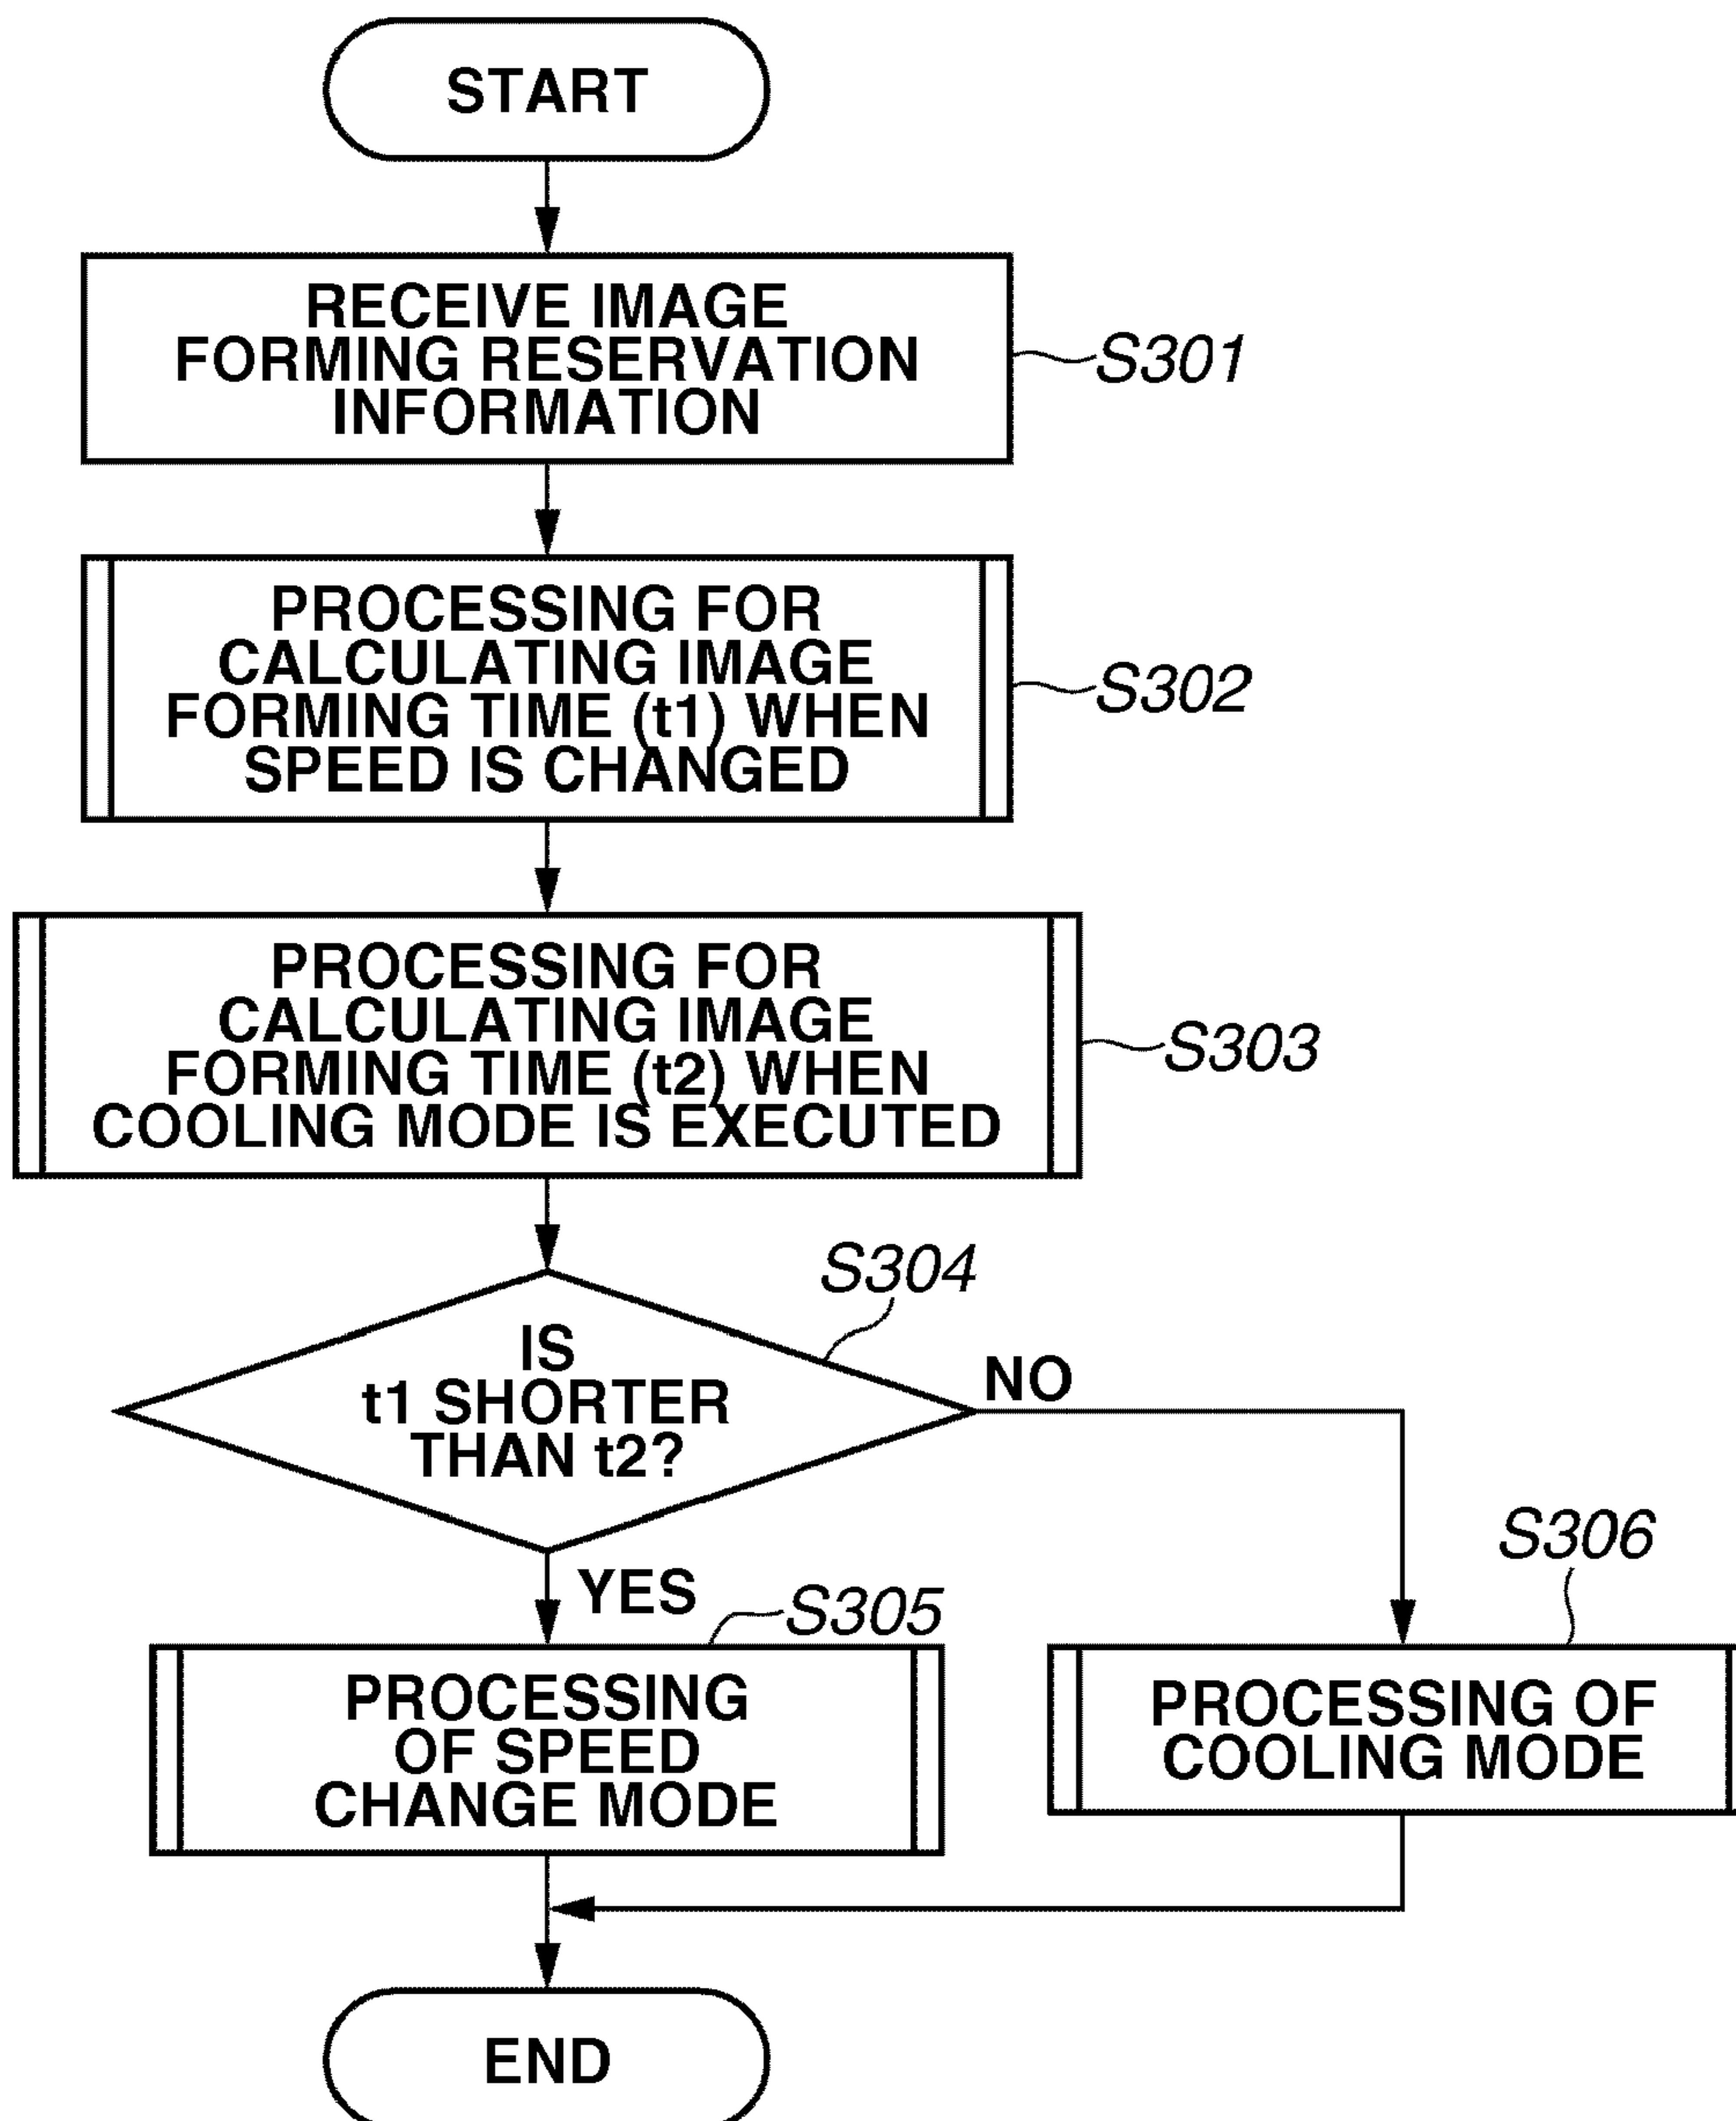 START
RECEIVE IMAGE
FORMING RESERVATION
INFORMATION
S301
PROCESSING FOR
CALCULATING IMAGE
FORMING TIME (t1) WHEN
SPEED IS CHANGED
S302
PROCESSING FOR
CALCULATING IMAGE
FORMING TIME (t2) WHEN
COOLING MODE IS EXECUTED
S303
S304
IS
t1 SHORTER
THAN t2?
NO
YES
S305
PROCESSING
OF SPEED
CHANGE MODE
S306
PROCESSING OF
COOLING MODE
END